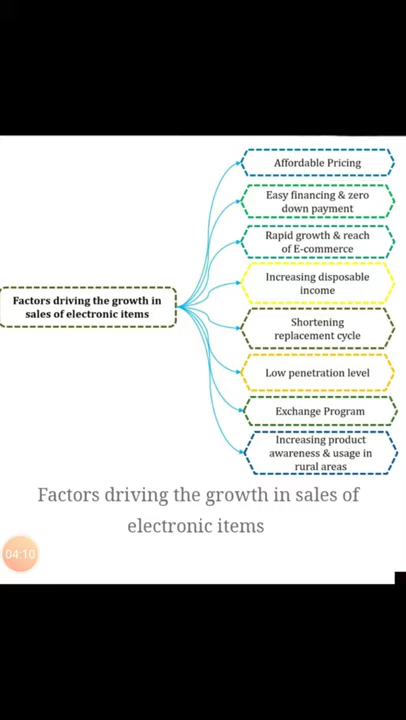 Factors driving the growth in
sales of electronic items
Affordable Pricing
Easy financing & zero
down payment
Rapid growth & reach
of E-commerce
Increasing disposable
income
Shortening
replacement cycle
Low penetration level
Exchange Program
Increasing product
awareness & usage in
rural areas
Factors driving the growth in sales of
electronic items
04:10